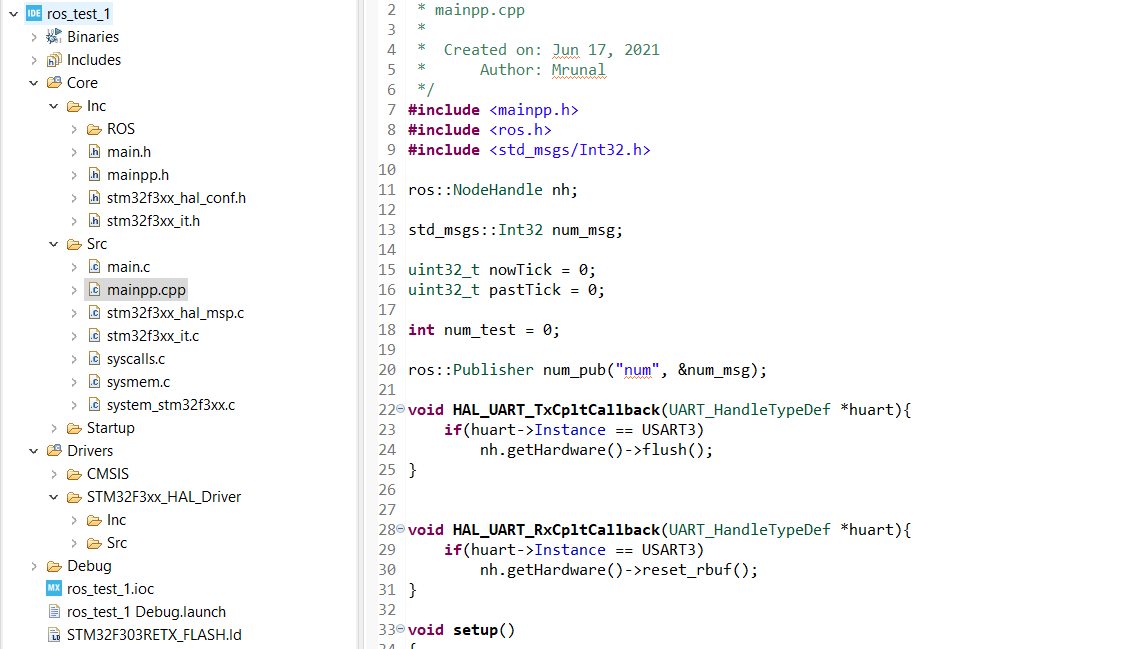 ros_test_1
Binaries
Includes
Core
Inc
ROS
main.h
mainpp.h
stm32f3xx_hal_conf.h
stm32f3xx_it.h
Src
main.c
mainpp.cpp
stm32f3xx_hal_msp.c
stm32f3xx_it.c
syscalls.c
sysmem.c
system_stm32f3xx.c
Startup
Drivers
CMSIS
STM32F3xx_HAL_Driver
Inc
Src
Debug
ros_test_1.ioc
ros_test_1 Debug.launch
STM32F303RETX_FLASH.ld
2 * mainpp.cpp
3 *
4 *  Created on: Jun 17, 2021
5 *      Author: Mrunal
6 */
7 #include <mainpp.h>
8 #include <ros.h>
9 #include <std_msgs/Int32.h>
10
11 ros::NodeHandle nh;
12
13 std_msgs::Int32 num_msg;
14
15 uint32_t nowTick = 0;
16 uint32_t pastTick = 0;
17
18 int num_test = 0;
19
20 ros::Publisher num_pub("num", &num_msg);
21
22 void HAL_UART_TxCpltCallback(UART_HandleTypeDef *huart){
23     if(huart->Instance == USART3)
24         nh.getHardware()->flush();
25 }
26
27
28 void HAL_UART_RxCpltCallback(UART_HandleTypeDef *huart){
29     if(huart->Instance == USART3)
30         nh.getHardware()->reset_rbuf();
31 }
32
33 void setup()
34 {